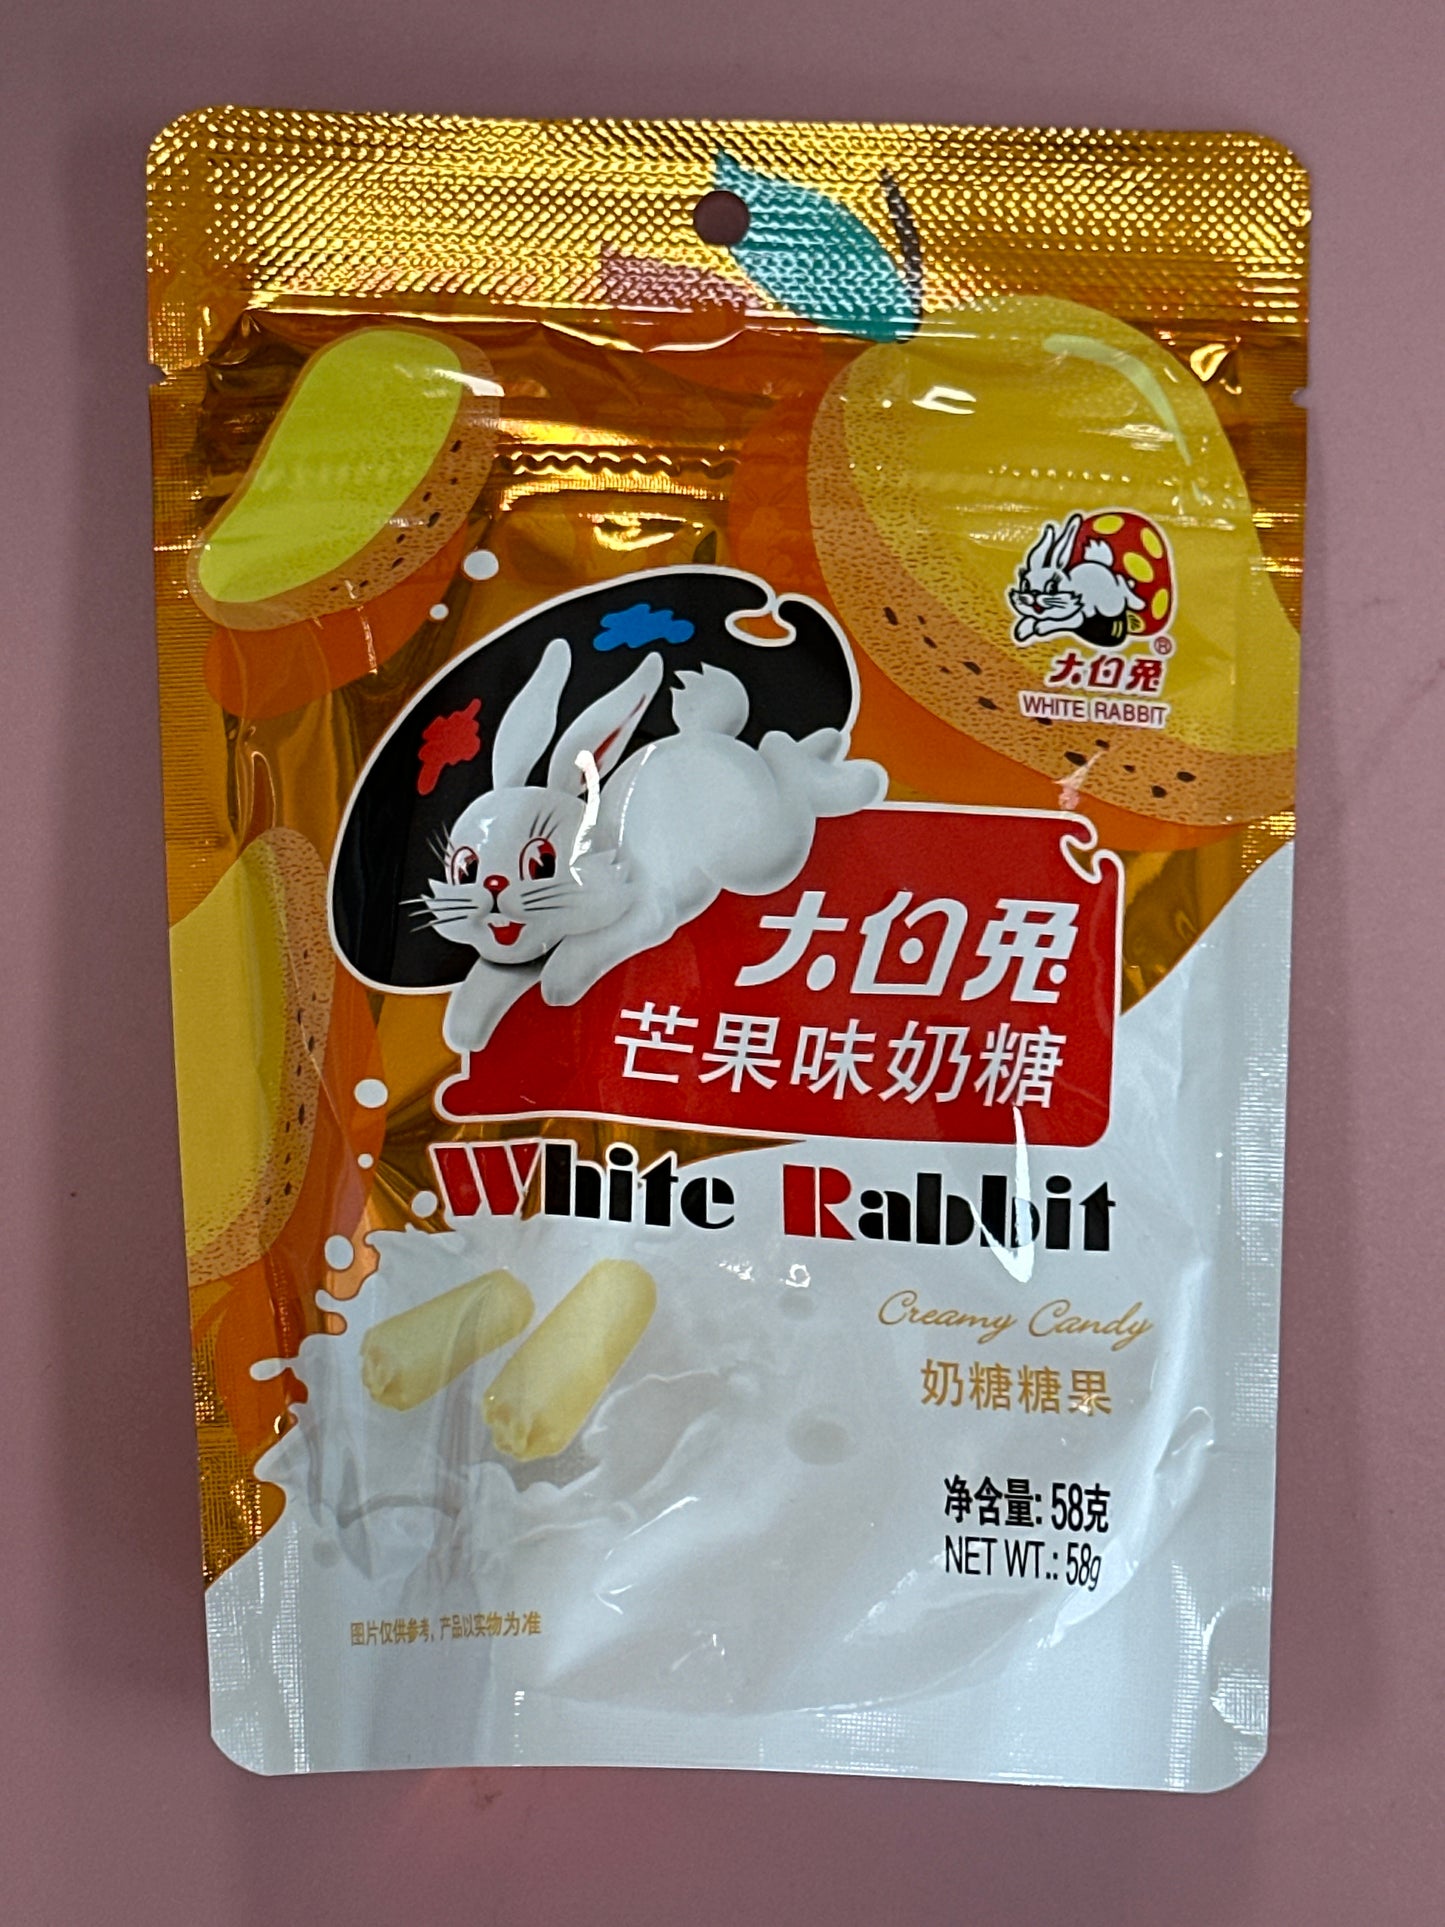 大白兔®
WHITE RABBIT
大白兔
芒果味奶糖
White Rabbit
Creamy Candy
奶糖糖果
净含量: 58克
NET WT.: 58g
图片仅供参考, 产品以实物为准